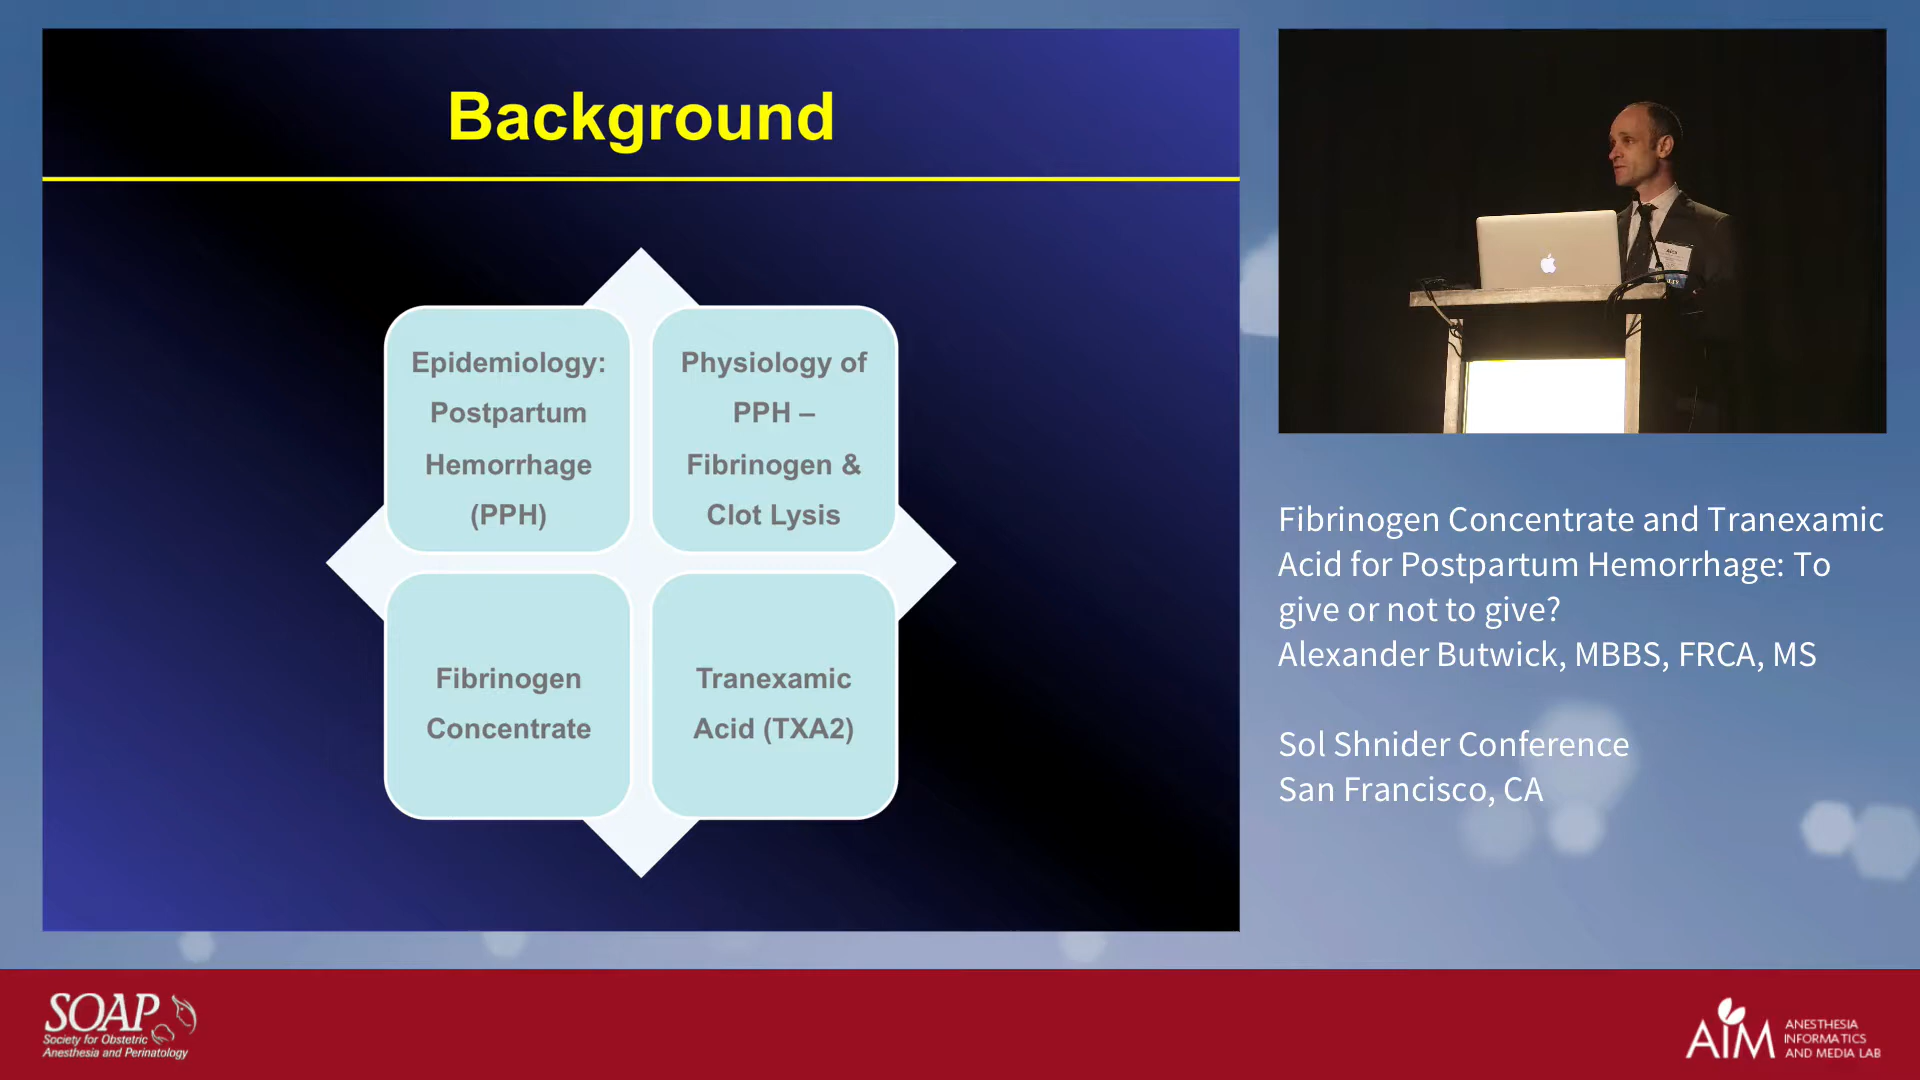 Background
Epidemiology:
Postpartum
Hemorrhage
(PPH)
Physiology of
PPH –
Fibrinogen &
Clot Lysis
Fibrinogen
Concentrate
Tranexamic
Acid (TXA2)
Fibrinogen Concentrate and Tranexamic
Acid for Postpartum Hemorrhage: To
give or not to give?
Alexander Butwick, MBBS, FRCA, MS
Sol Shnider Conference
San Francisco, CA
SOAP
Society for Obstetric
Anesthesia and Perinatology
AIM
ANESTHESIA
INFORMATICS
AND MEDIA LAB